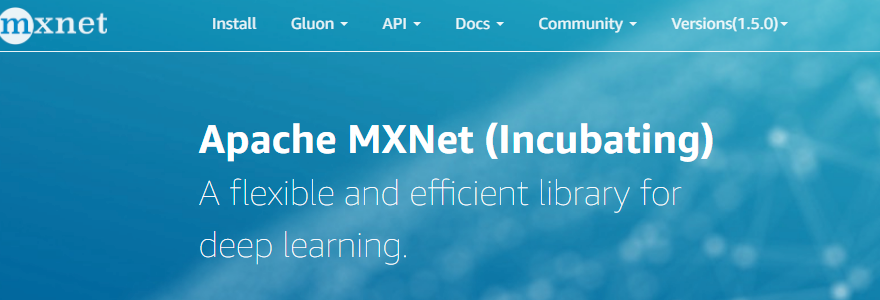 mxnet Install Gluon API Docs Community Versions(1.5.0)
Apache MXNet (Incubating)
A flexible and efficient library for
deep learning.